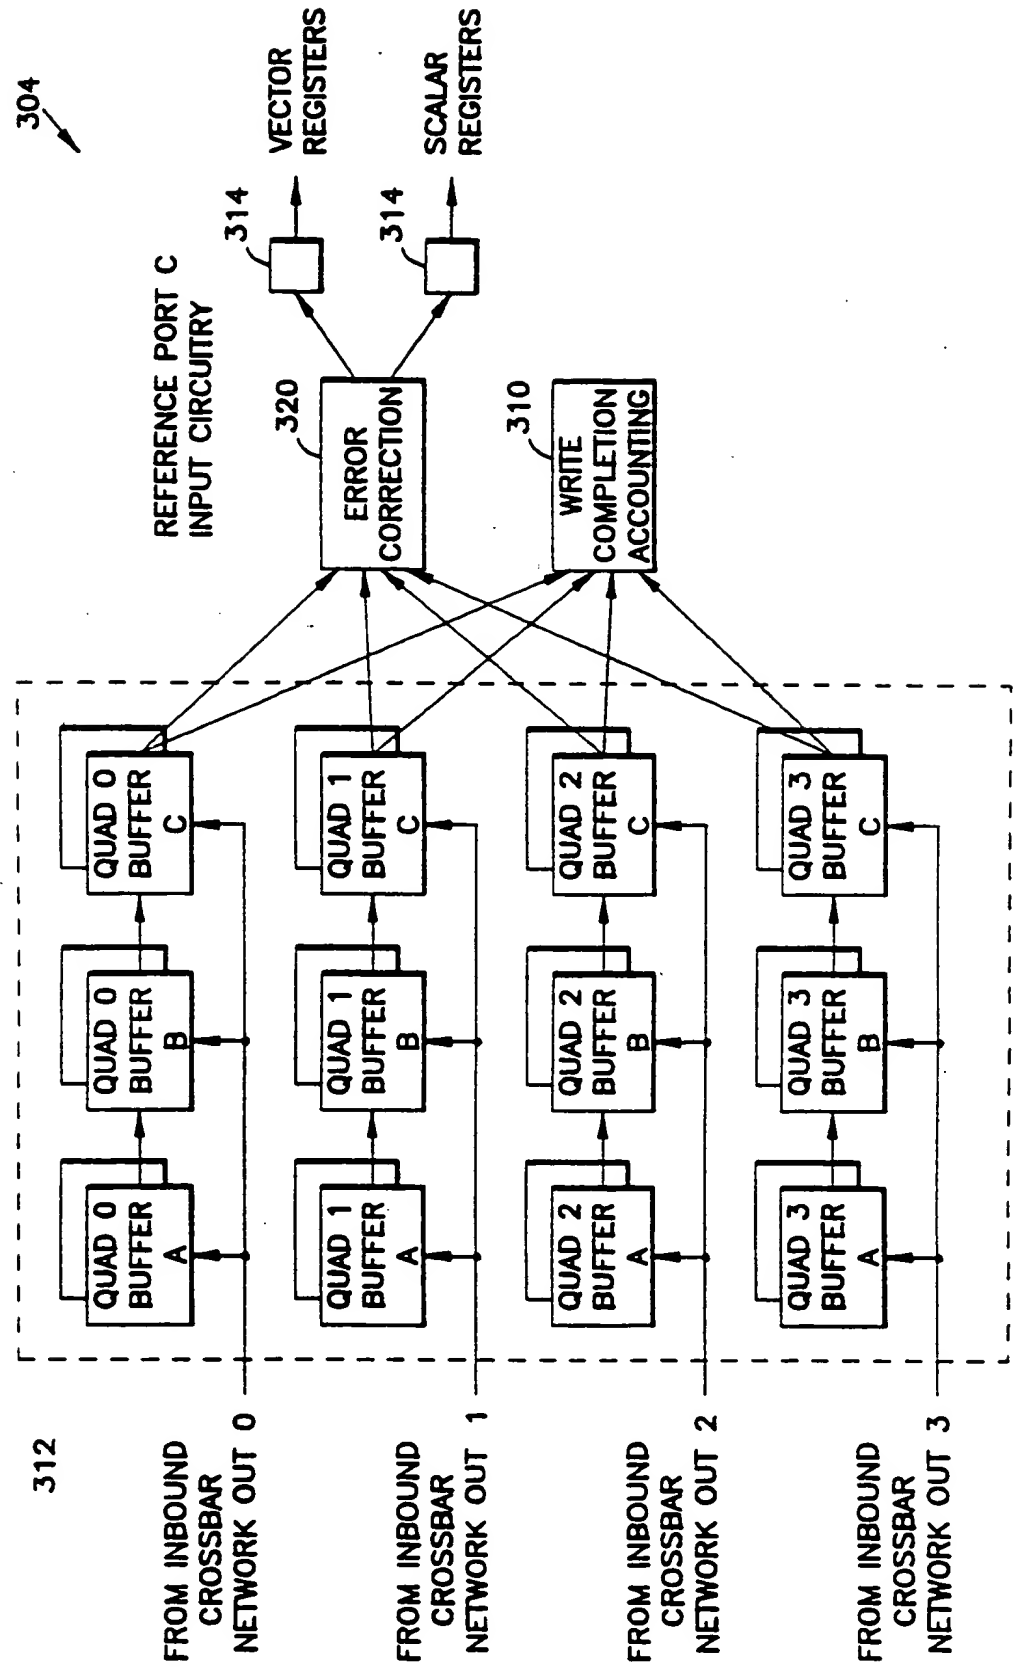 304
REFERENCE PORT C
INPUT CIRCUITRY
312
FROM INBOUND
CROSSBAR
NETWORK OUT 0
QUAD 0
BUFFER
A
QUAD 0
BUFFER
B
QUAD 0
BUFFER
C
FROM INBOUND
CROSSBAR
NETWORK OUT 1
QUAD 1
BUFFER
A
QUAD 1
BUFFER
B
QUAD 1
BUFFER
C
FROM INBOUND
CROSSBAR
NETWORK OUT 2
QUAD 2
BUFFER
A
QUAD 2
BUFFER
B
QUAD 2
BUFFER
C
FROM INBOUND
CROSSBAR
NETWORK OUT 3
QUAD 3
BUFFER
A
QUAD 3
BUFFER
B
QUAD 3
BUFFER
C
320
ERROR
CORRECTION
310
WRITE
COMPLETION
ACCOUNTING
314
VECTOR
REGISTERS
314
SCALAR
REGISTERS